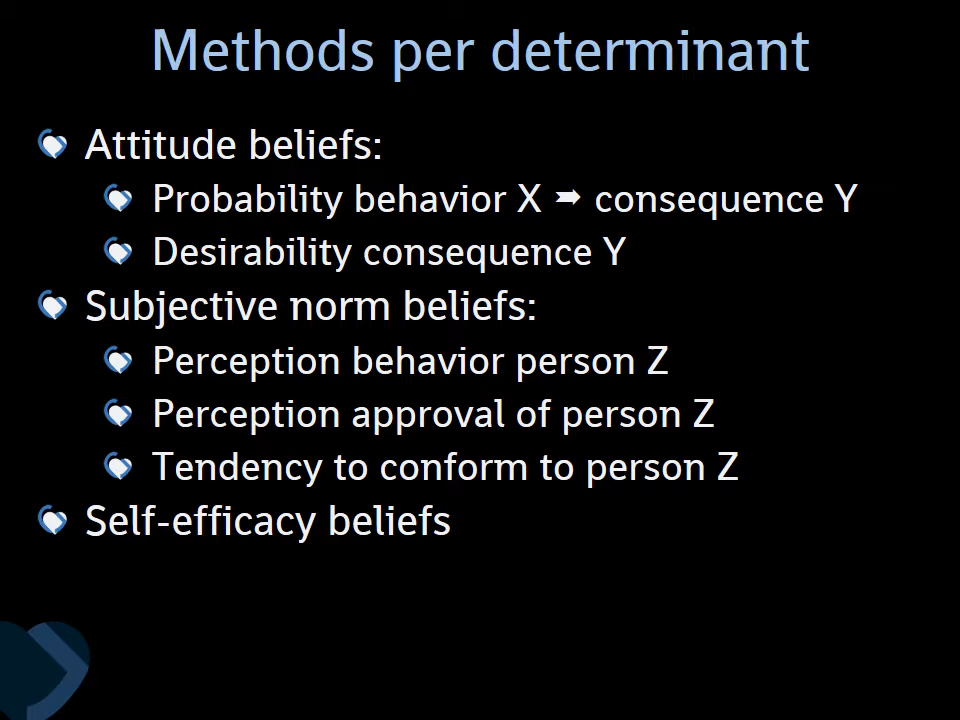 Methods per determinant
Attitude beliefs:
Probability behavior X ➡ consequence Y
Desirability consequence Y
Subjective norm beliefs:
Perception behavior person Z
Perception approval of person Z
Tendency to conform to person Z
Self-efficacy beliefs